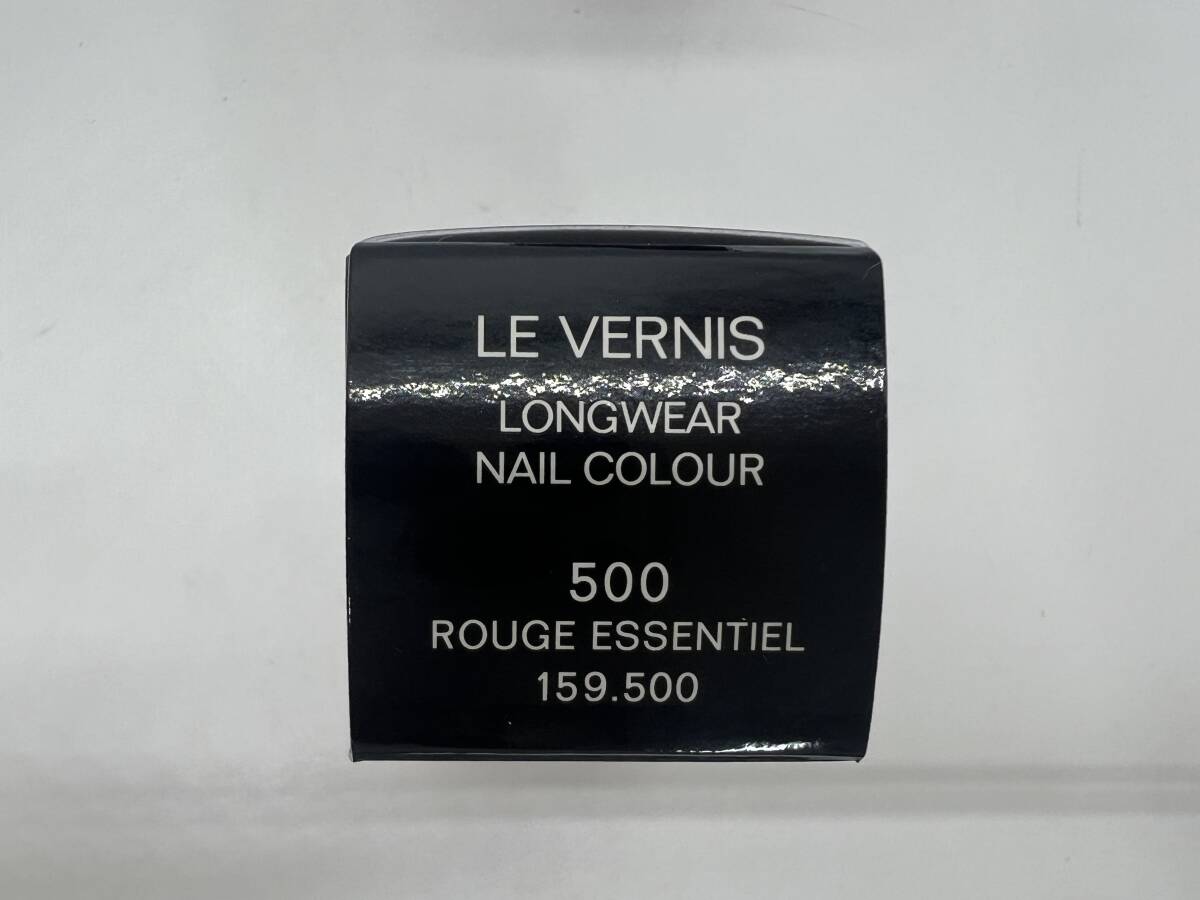 LE VERNIS
LONGWEAR
NAIL COLOUR
500
ROUGE ESSENTIEL
159.500